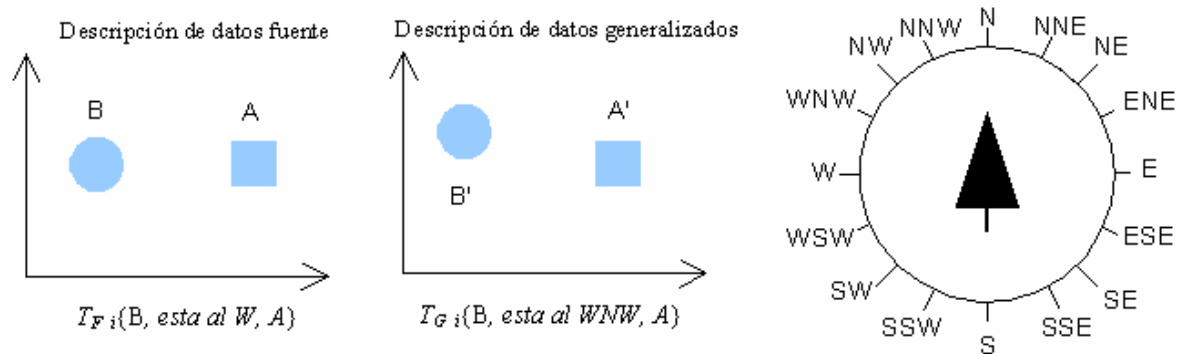 Descripción de datos fuente
B
A
T_F i(B, esta al W, A)
Descripción de datos generalizados
A'
B'
T_G i(B, esta al WNW, A)
N
NNW
NNE
NW
NE
WNW
ENE
W
E
WSW
ESE
SW
SE
SSW
SSE
S